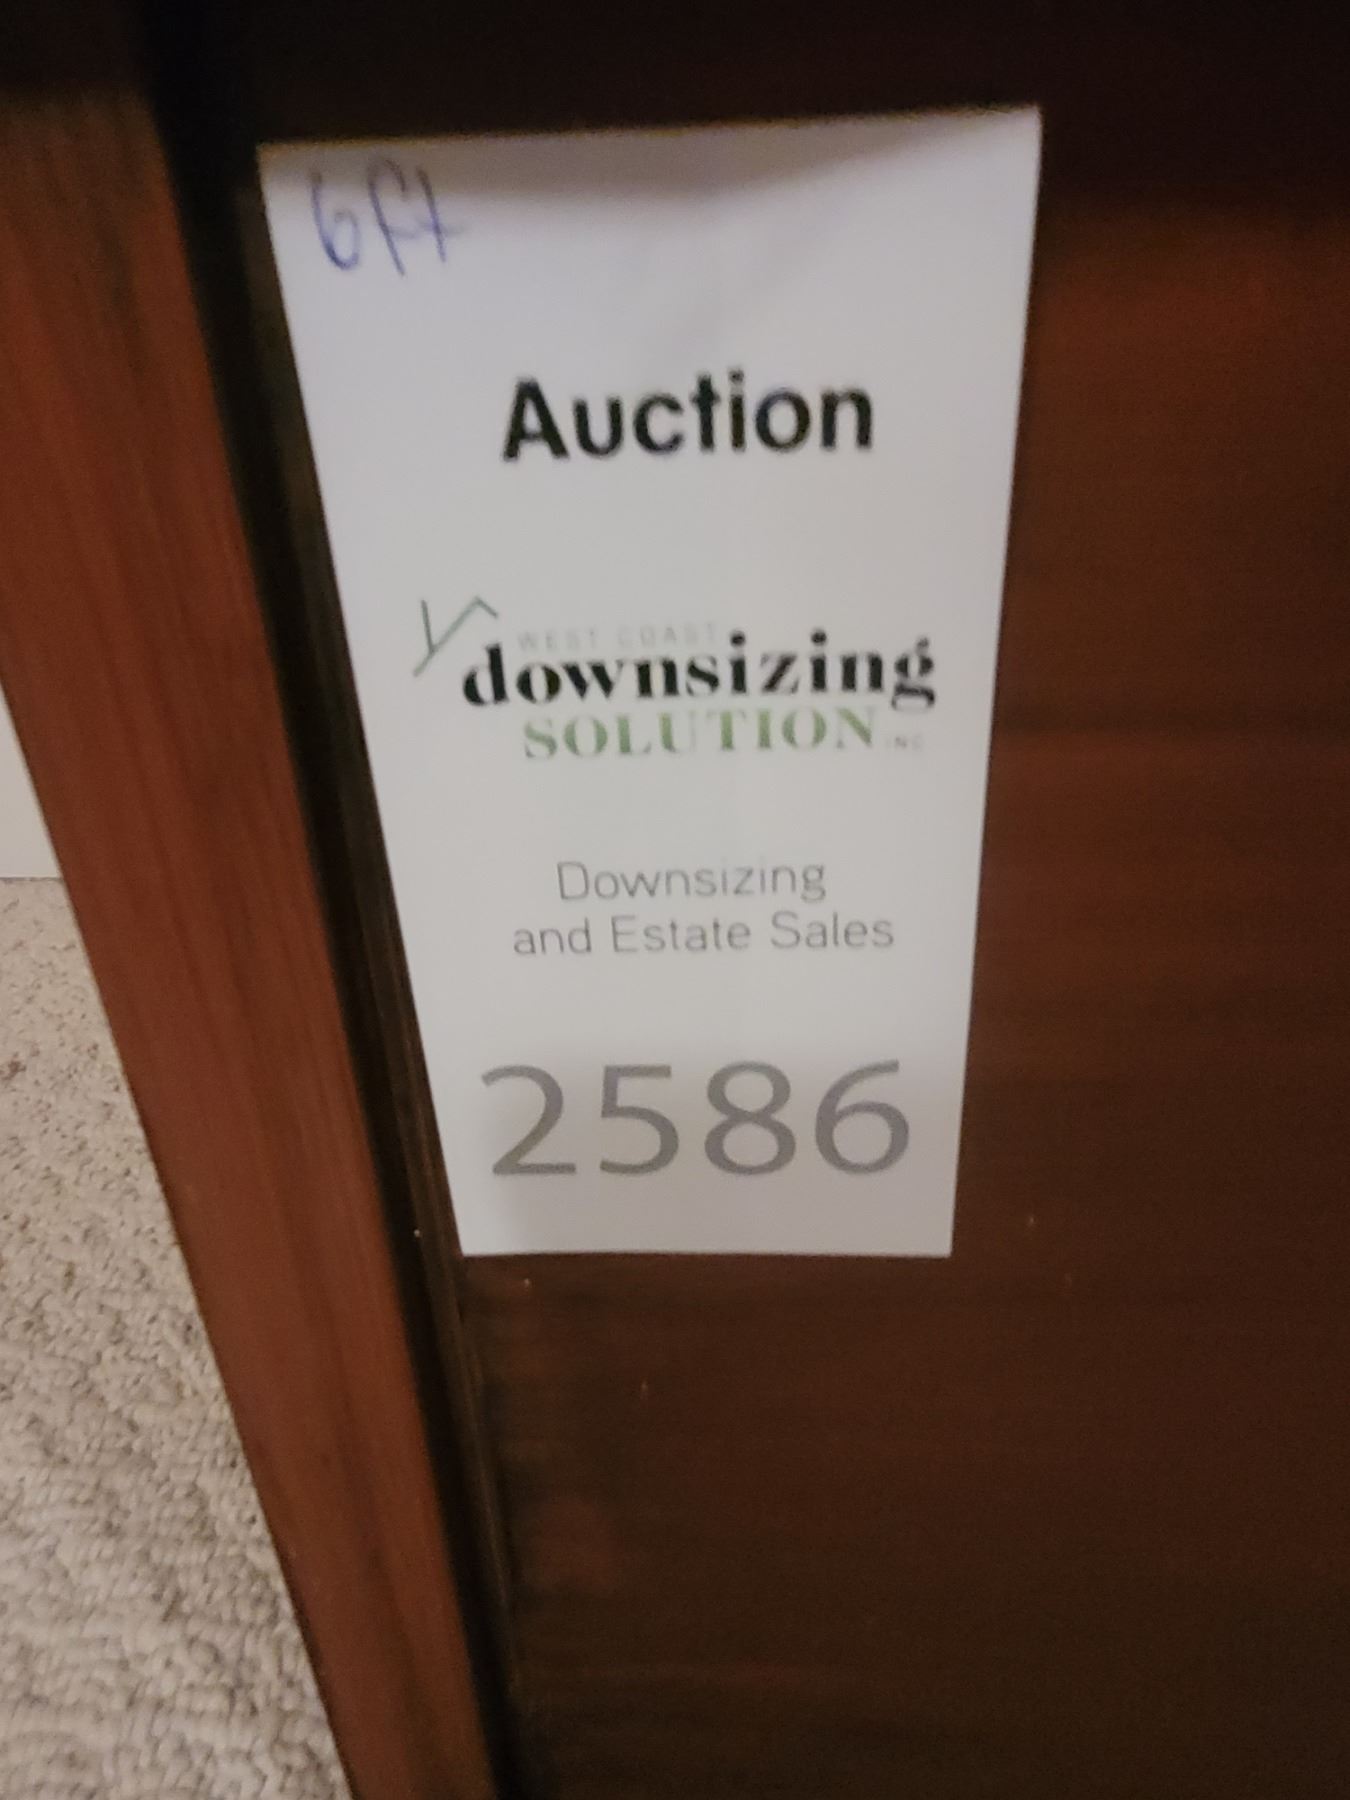 6ft
Auction
WEST COAST
downsizing
SOLUTION INC
Downsizing
and Estate Sales
2586